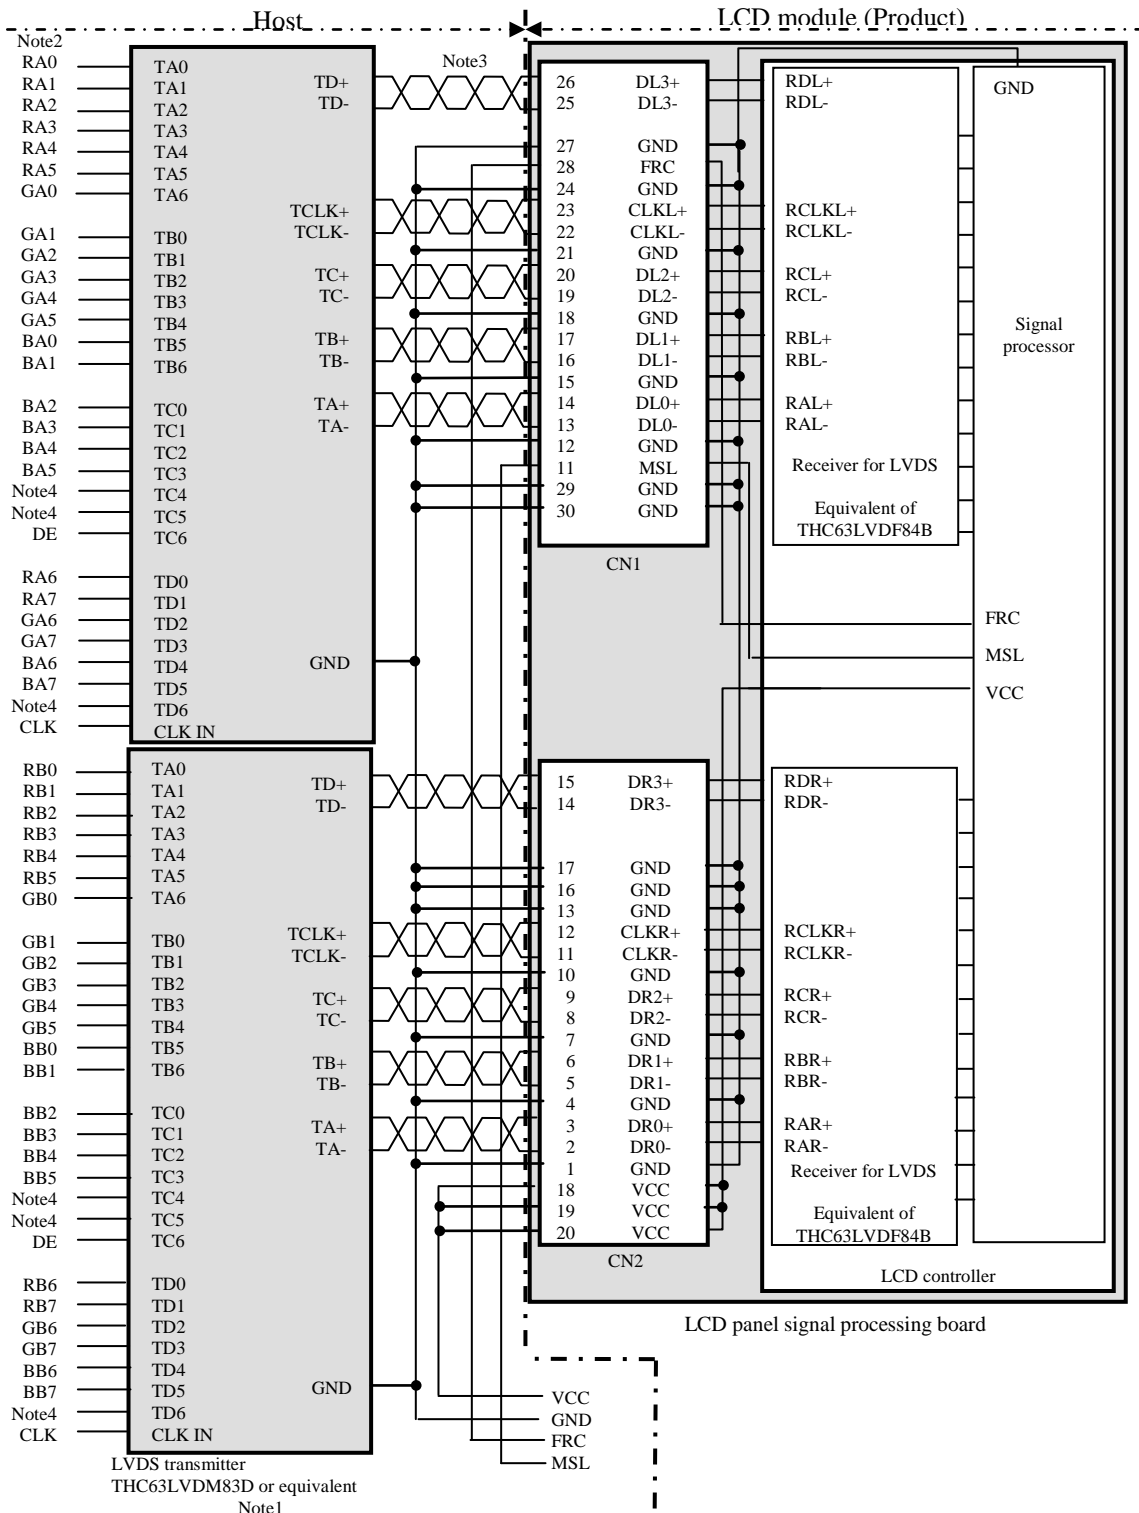 Host
LCD module (Product)
Note2
RA0
RA1
RA2
RA3
RA4
RA5
GA0
GA1
GA2
GA3
GA4
GA5
BA0
BA1
BA2
BA3
BA4
BA5
Note4
Note4
DE
RA6
RA7
GA6
GA7
BA6
BA7
Note4
CLK
TA0
TA1
TA2
TA3
TA4
TA5
TA6
TB0
TB1
TB2
TB3
TB4
TB5
TB6
TC0
TC1
TC2
TC3
TC4
TC5
TC6
TD0
TD1
TD2
TD3
TD4
TD5
TD6
CLK IN
TD+
TD-
TCLK+
TCLK-
TC+
TC-
TB+
TB-
TA+
TA-
GND
Note3
26 DL3+
25 DL3-
27 GND
28 FRC
24 GND
23 CLKL+
22 CLKL-
21 GND
20 DL2+
19 DL2-
18 GND
17 DL1+
16 DL1-
15 GND
14 DL0+
13 DL0-
12 GND
11 MSL
29 GND
30 GND
CN1
RDL+
RDL-
RCLKL+
RCLKL-
RCL+
RCL-
RBL+
RBL-
RAL+
RAL-
Receiver for LVDS
Equivalent of
THC63LVDF84B
GND
Signal
processor
FRC
MSL
VCC
RB0
RB1
RB2
RB3
RB4
RB5
GB0
GB1
GB2
GB3
GB4
GB5
BB0
BB1
BB2
BB3
BB4
BB5
Note4
Note4
DE
RB6
RB7
GB6
GB7
BB6
BB7
Note4
CLK
TA0
TA1
TA2
TA3
TA4
TA5
TA6
TB0
TB1
TB2
TB3
TB4
TB5
TB6
TC0
TC1
TC2
TC3
TC4
TC5
TC6
TD0
TD1
TD2
TD3
TD4
TD5
TD6
CLK IN
TD+
TD-
TCLK+
TCLK-
TC+
TC-
TB+
TB-
TA+
TA-
GND
15 DR3+
14 DR3-
17 GND
16 GND
13 GND
12 CLKR+
11 CLKR-
10 GND
9 DR2+
8 DR2-
7 GND
6 DR1+
5 DR1-
4 GND
3 DR0+
2 DR0-
1 GND
18 VCC
19 VCC
20 VCC
CN2
RDR+
RDR-
RCLKR+
RCLKR-
RCR+
RCR-
RBR+
RBR-
RAR+
RAR-
Receiver for LVDS
Equivalent of
THC63LVDF84B
LCD controller
LCD panel signal processing board
VCC
GND
FRC
MSL
LVDS transmitter
THC63LVDM83D or equivalent
Note1